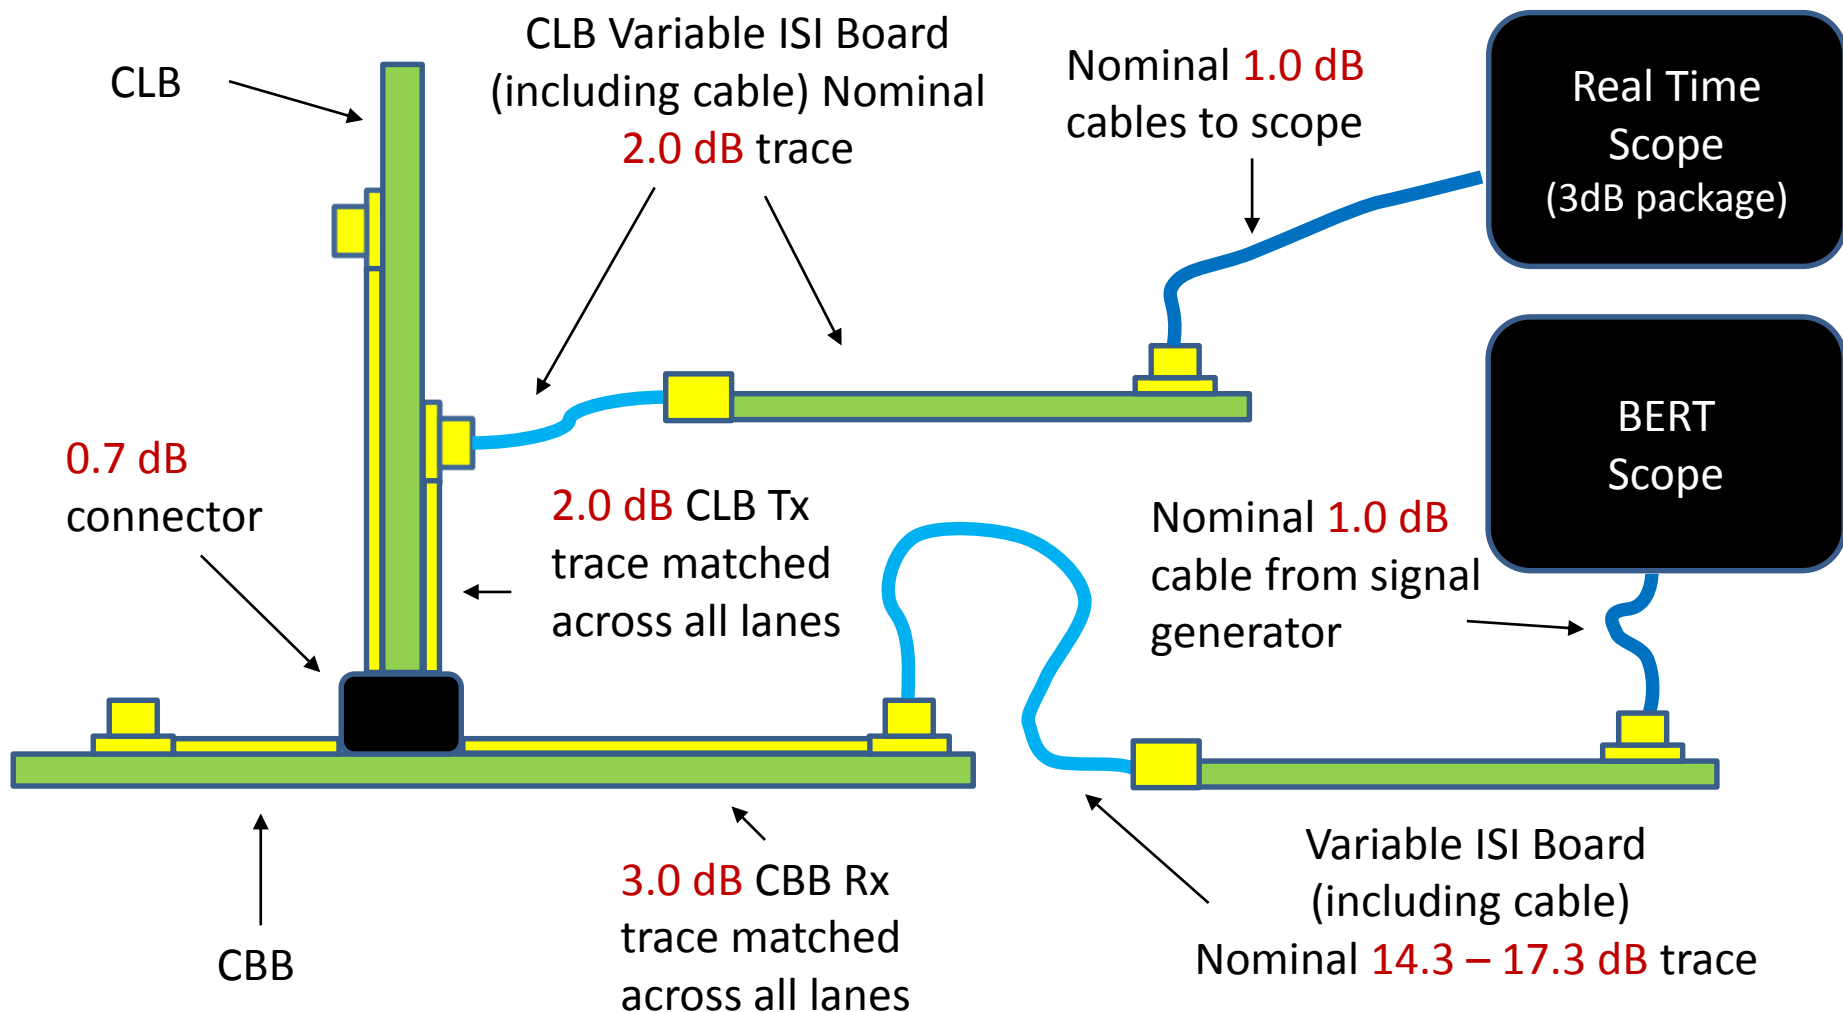 CLB
CLB Variable ISI Board
(including cable) Nominal
2.0 dB trace
Nominal 1.0 dB
cables to scope
Real Time
Scope
(3dB package)
BERT
Scope
0.7 dB
connector
2.0 dB CLB Tx
trace matched
across all lanes
Nominal 1.0 dB
cable from signal
generator
CBB
3.0 dB CBB Rx
trace matched
across all lanes
Variable ISI Board
(including cable)
Nominal 14.3 – 17.3 dB trace